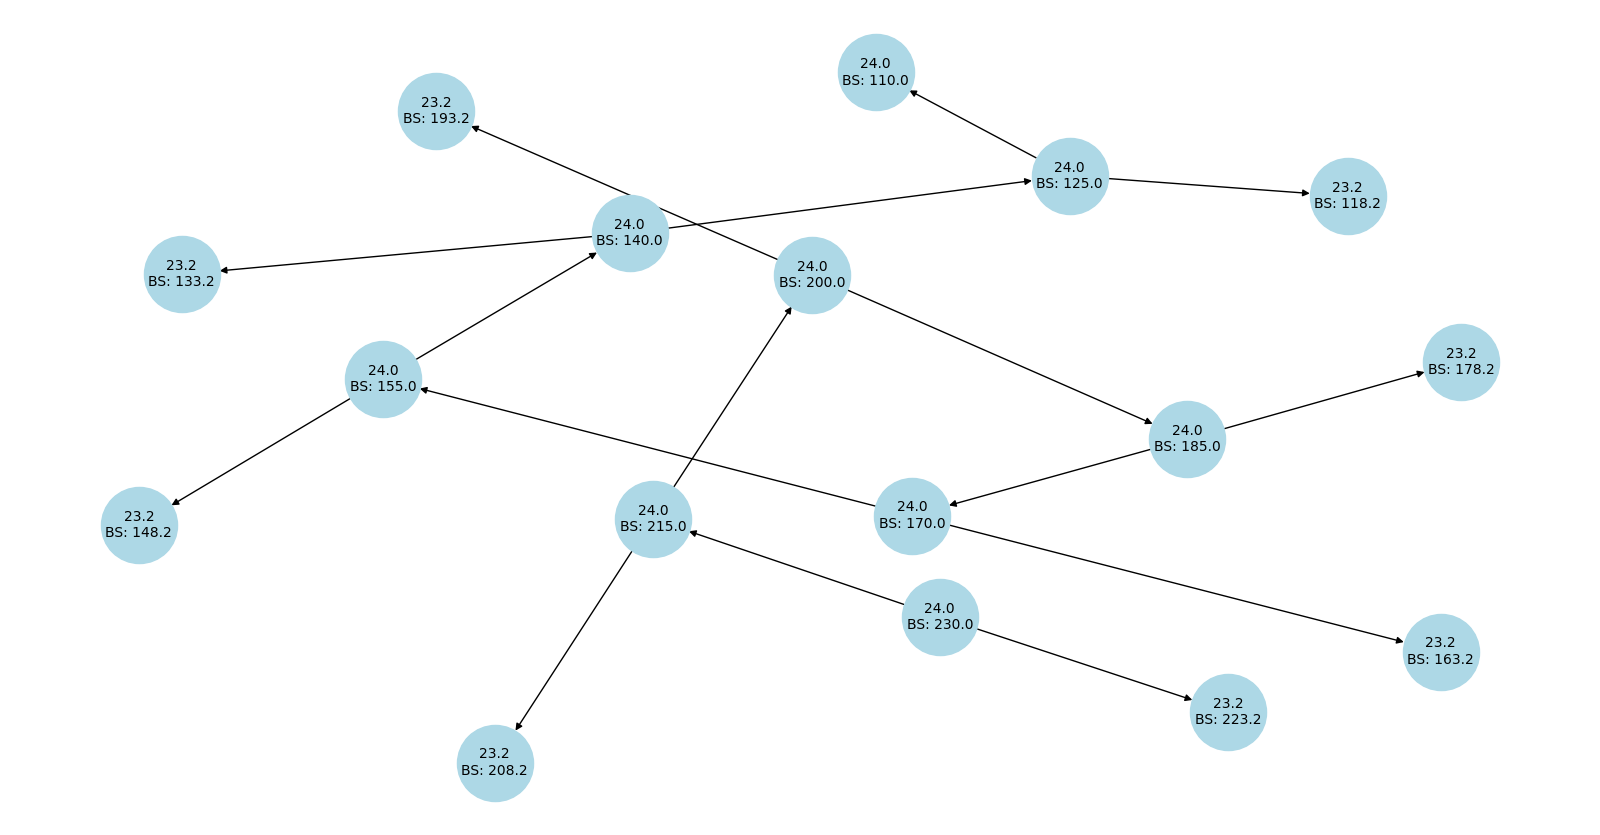 24.0
BS: 110.0
23.2
BS: 193.2
24.0
BS: 125.0
23.2
BS: 118.2
24.0
BS: 140.0
23.2
BS: 133.2
24.0
BS: 200.0
23.2
BS: 178.2
24.0
BS: 155.0
24.0
BS: 185.0
24.0
BS: 170.0
24.0
BS: 215.0
23.2
BS: 148.2
24.0
BS: 230.0
23.2
BS: 163.2
23.2
BS: 223.2
23.2
BS: 208.2